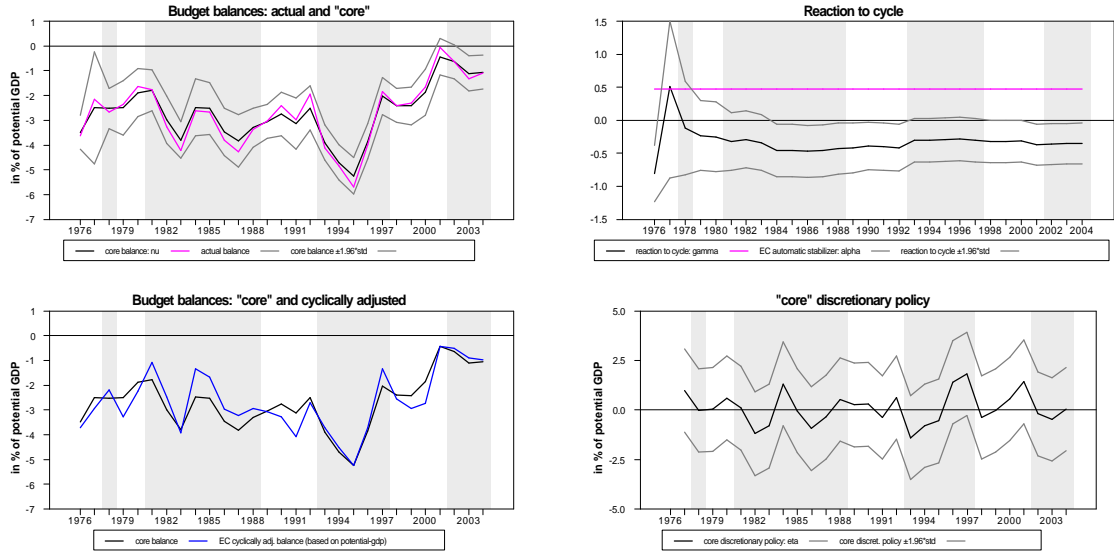 Budget balances: actual and "core"
in % of potential GDP
1
0
-1
-2
-3
-4
-5
-6
-7
1976 1979 1982 1985 1988 1991 1994 1997 2000 2003
core balance: nu actual balance core balance ±1.96*std
Reaction to cycle
1.5
1.0
0.5
0.0
-0.5
-1.0
-1.5
1976 1978 1980 1982 1984 1986 1988 1990 1992 1994 1996 1998 2000 2002 2004
reaction to cycle: gamma EC automatic stabilizer: alpha reaction to cycle ±1.96*std
Budget balances: "core" and cyclically adjusted
in % of potential GDP
1
0
-1
-2
-3
-4
-5
-6
-7
1976 1979 1982 1985 1988 1991 1994 1997 2000 2003
core balance EC cyclically adj. balance (based on potential-gdp)
"core" discretionary policy
in % of potential GDP
5.0
2.5
0.0
-2.5
-5.0
1976 1979 1982 1985 1988 1991 1994 1997 2000 2003
core discretionary policy: eta core discret. policy ±1.96*std